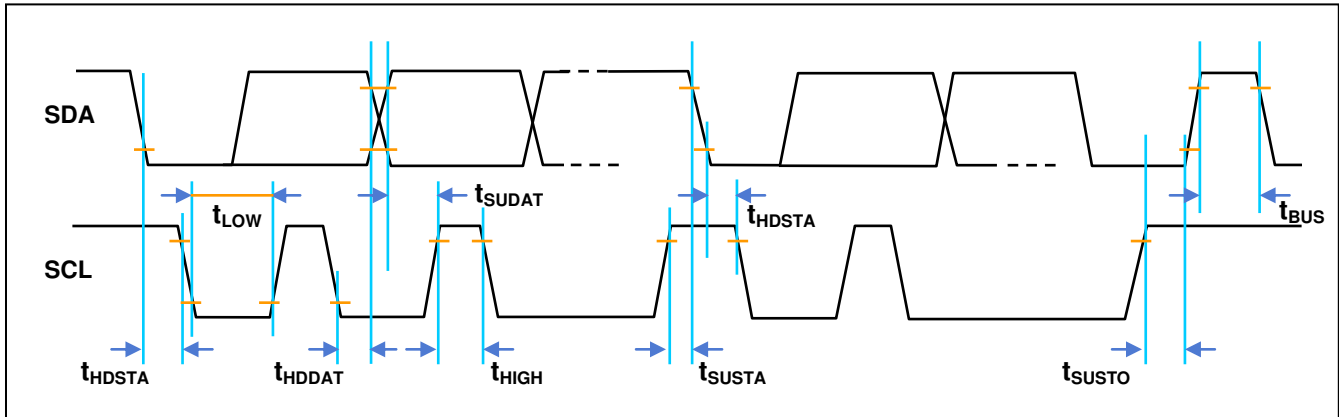 SDA
tSUDAT
tLOW
tHDSTA
tBUS
SCL
tHDSTA
tHDDAT
tHIGH
tSUSTA
tSUSTO